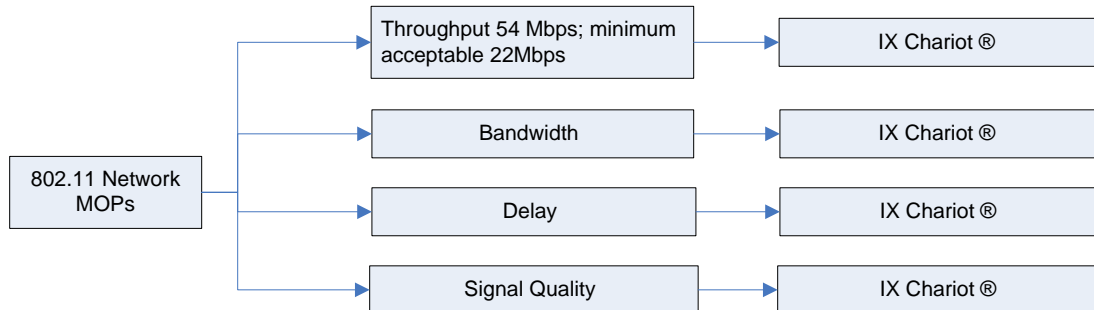 Throughput 54 Mbps; minimum
acceptable 22Mbps
IX Chariot ®
Bandwidth
IX Chariot ®
802.11 Network
MOPs
Delay
IX Chariot ®
Signal Quality
IX Chariot ®